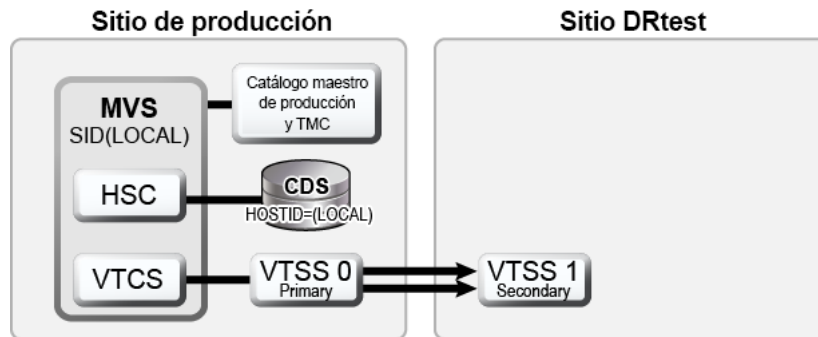 Sitio de producción
Sitio DRtest
MVS
SID(LOCAL)
Catálogo maestro
de producción
y TMC
HSC
CDS
HOSTID=(LOCAL)
VTCS
VTSS 0
Primary
VTSS 1
Secondary